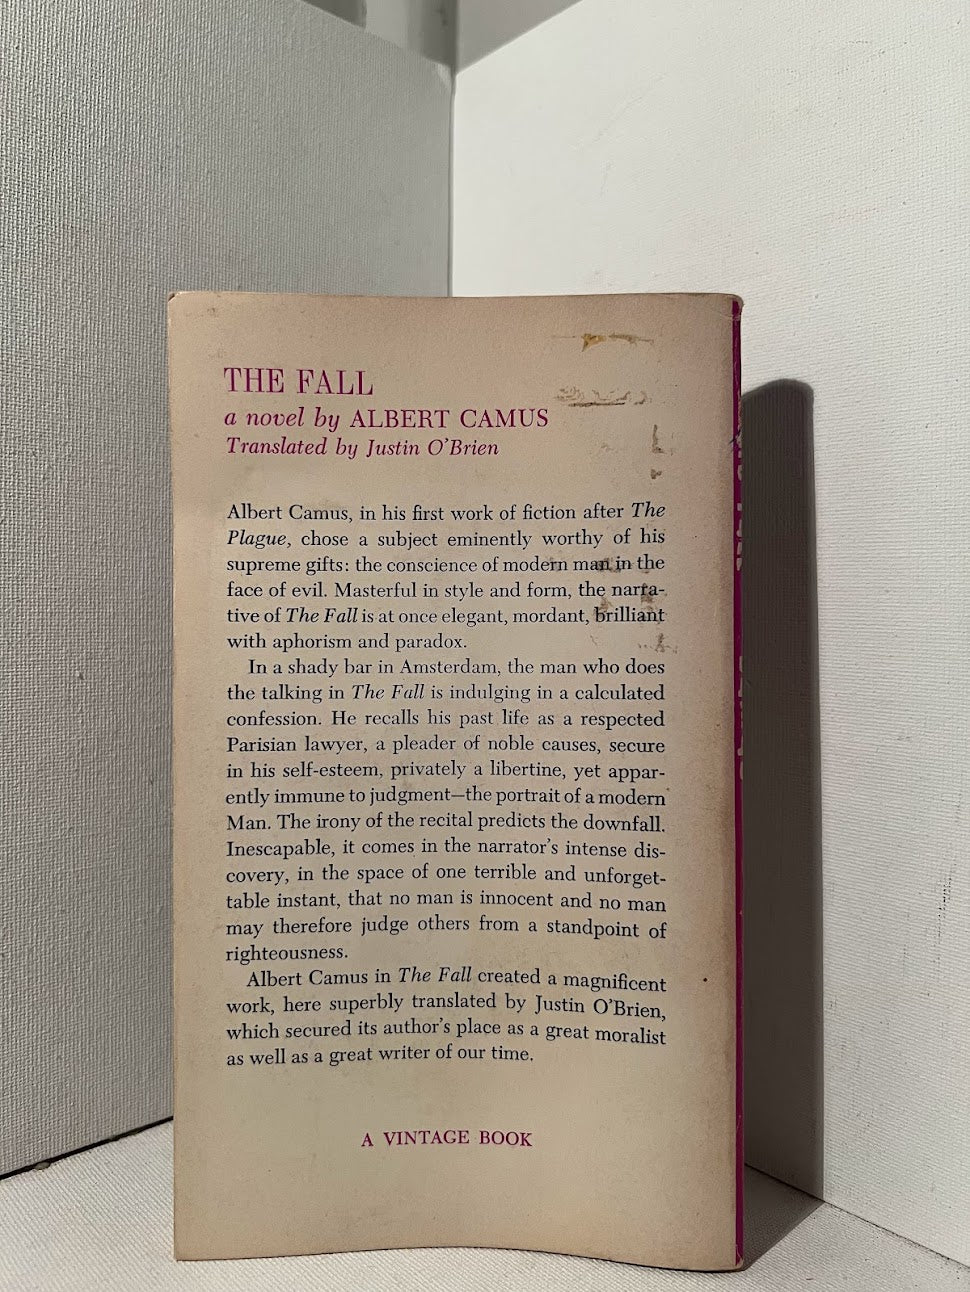 THE FALL
a novel by ALBERT CAMUS
Translated by Justin O'Brien
Albert Camus, in his first work of fiction after The
Plague, chose a subject eminently worthy of his
supreme gifts: the conscience of modern man in the
face of evil. Masterful in style and form, the narra-
tive of The Fall is at once elegant, mordant, brilliant
with aphorism and paradox.
In a shady bar in Amsterdam, the man who does
the talking in The Fall is indulging in a calculated
confession. He recalls his past life as a respected
Parisian lawyer, a pleader of noble causes, secure
in his self-esteem, privately a libertine, yet appar-
ently immune to judgment—the portrait of a modern
Man. The irony of the recital predicts the downfall.
Inescapable, it comes in the narrator's intense dis-
covery, in the space of one terrible and unforget-
table instant, that no man is innocent and no man
may therefore judge others from a standpoint of
righteousness.
Albert Camus in The Fall created a magnificent
work, here superbly translated by Justin O'Brien,
which secured its author's place as a great moralist
as well as a great writer of our time.
A VINTAGE BOOK